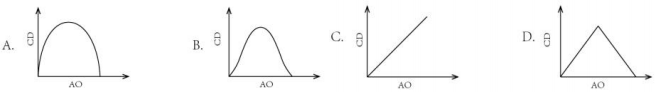 A. CD AO
B. CD AO
C. CD AO
D. CD AO